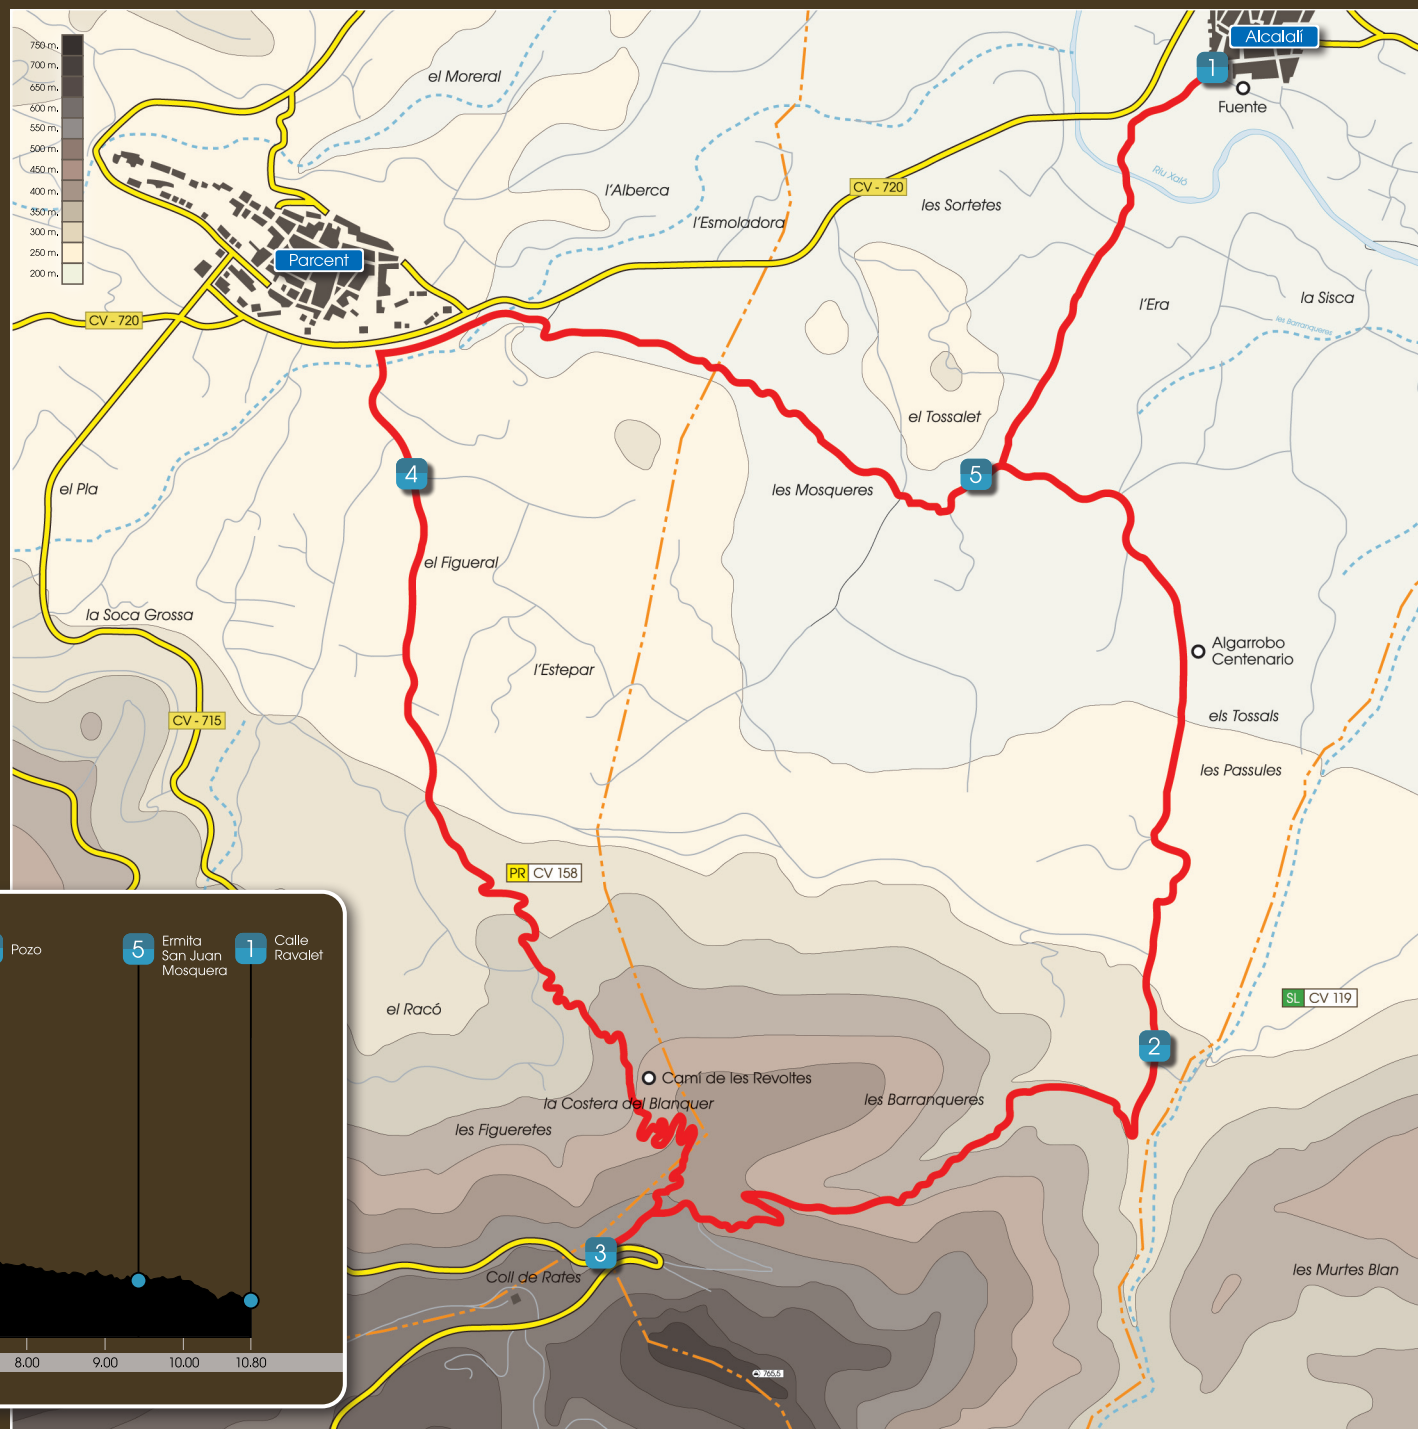 750 m.
700 m.
650 m.
600 m.
550 m.
500 m.
450 m.
400 m.
350 m.
300 m.
250 m.
200 m.
Alcalalí
1
Fuente
el Moreral
Riu Xaló
l'Alberca
CV - 720
les Sortetes
l'Esmoladora
Parcent
CV - 720
l'Era
la Sisca
les Barranqueres
el Tossalet
4
5
el Pla
les Mosqueres
el Figueral
la Soca Grossa
Algarrobo
Centenario
l'Estepar
CV - 715
els Tossals
les Passules
PR CV 158
Pozo
5
Ermita
San Juan
Mosquera
1
Calle
Ravalet
el Racó
SL CV 119
2
Camí de les Revoltes
la Costera del Blanquer
les Barranqueres
les Figueretes
3
Coll de Rates
les Murtes Blan
765,5
8.00
9.00
10.00
10.80